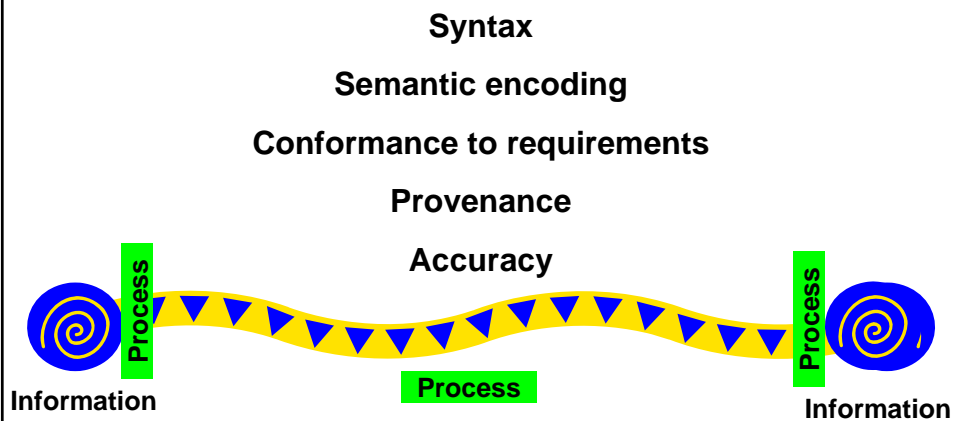 Syntax
Semantic encoding
Conformance to requirements
Provenance
Accuracy
Process
Process
Process
Information
Information